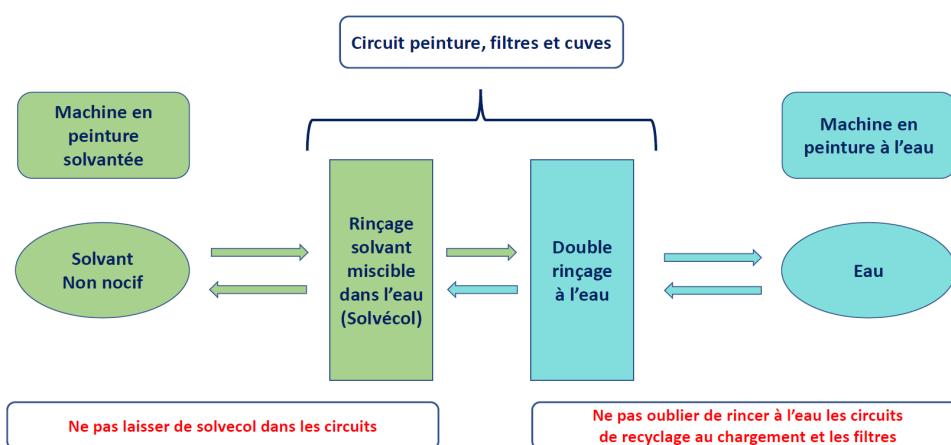 Circuit peinture, filtres et cuves
Machine en
peinture
solvantée
Machine en
peinture à l'eau
Solvant
Non nocif
Rinçage
solvant
miscible
dans l'eau
(Solvécol)
Double
rinçage
à l'eau
Eau
Ne pas laisser de solvecol dans les circuits
Ne pas oublier de rincer à l'eau les circuits
de recyclage au chargement et les filtres